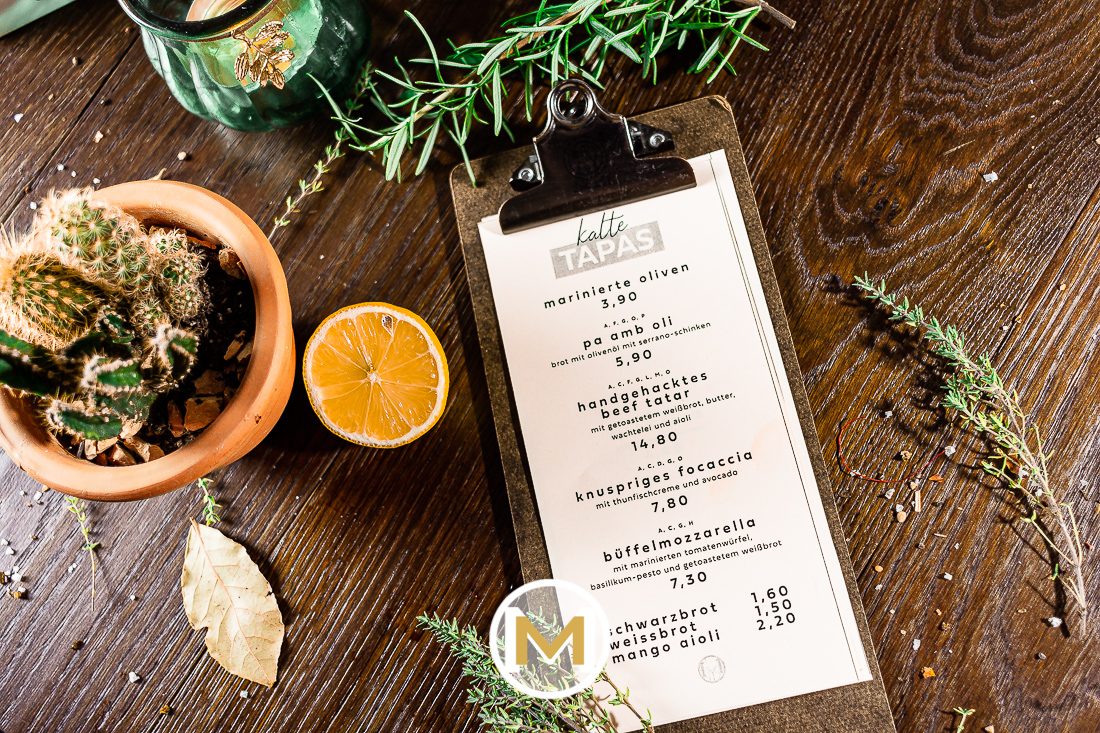 kalte
TAPAS
marinierte oliven
3,90
A, F, G, O, P
pa amb oli
brot mit olivenöl mit serrano-schinken
5,90
A, C, F, G, L, M, O
handgehacktes
beef tatar
mit getoastetem weißbrot, butter,
wachtelei und aioli
14,80
A, C, D, G, O
knuspriges focaccia
mit thunfischcreme und avocado
7,80
A, C, G, H
büffelmozzarella
mit marinierten tomatenwürfel,
basilikum-pesto und getoastetem weißbrot
7,30
schwarzbrot 1,60
weissbrot 1,50
mango aioli 2,20
M
M